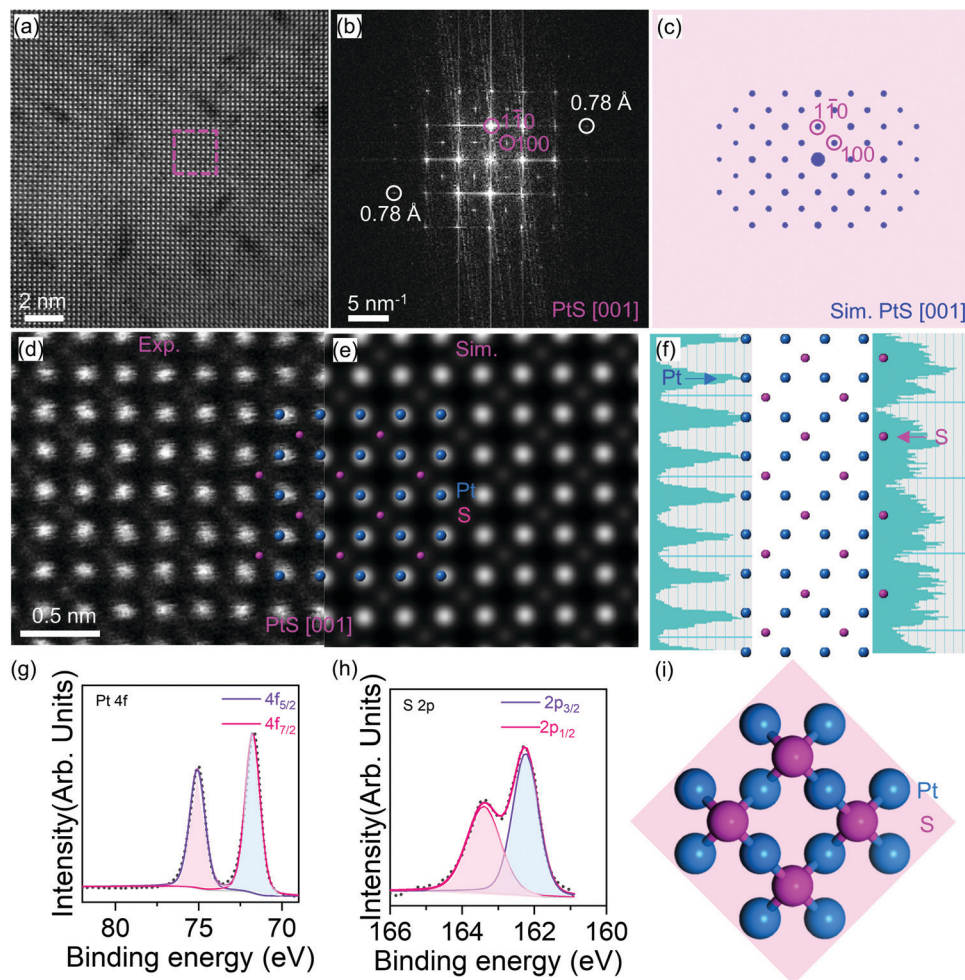 (a)
2 nm
(b)
0.78 Å
11̄0
100
0.78 Å
5 nm⁻¹
PtS [001]
(c)
11̄0
100
Sim. PtS [001]
(d)
Exp.
0.5 nm
PtS [001]
(e)
Sim.
Pt
S
(f)
Pt
S
(g)
Pt 4f
4f₅/₂
4f₇/₂
Intensity(Arb. Units)
80
75
70
Binding energy (eV)
(h)
S 2p
2p₃/₂
2p₁/₂
Intensity(Arb. Units)
166
164
162
160
Binding energy (eV)
(i)
Pt
S